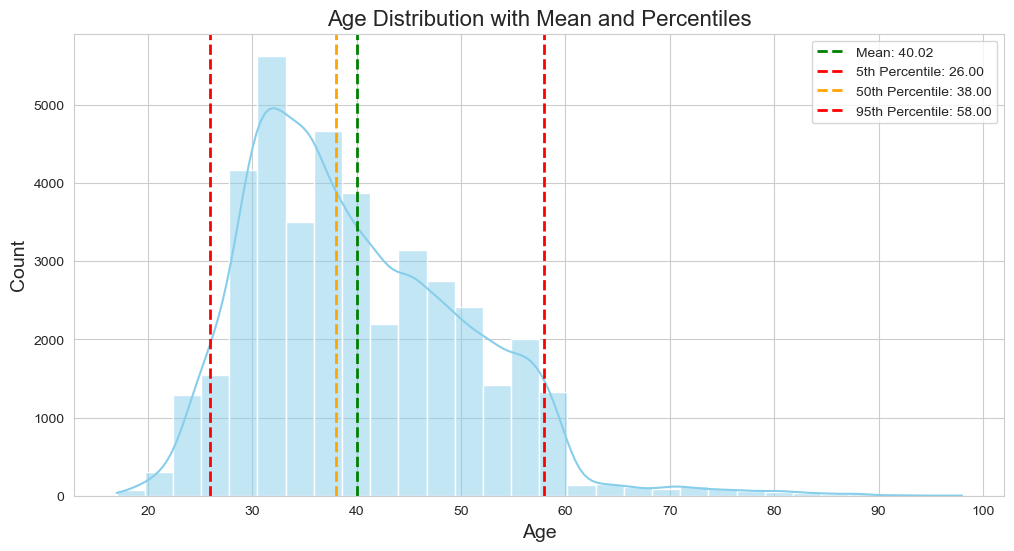 Age Distribution with Mean and Percentiles
Mean: 40.02
5th Percentile: 26.00
50th Percentile: 38.00
95th Percentile: 58.00
Count
5000
4000
3000
2000
1000
0
20 30 40 50 60 70 80 90 100
Age